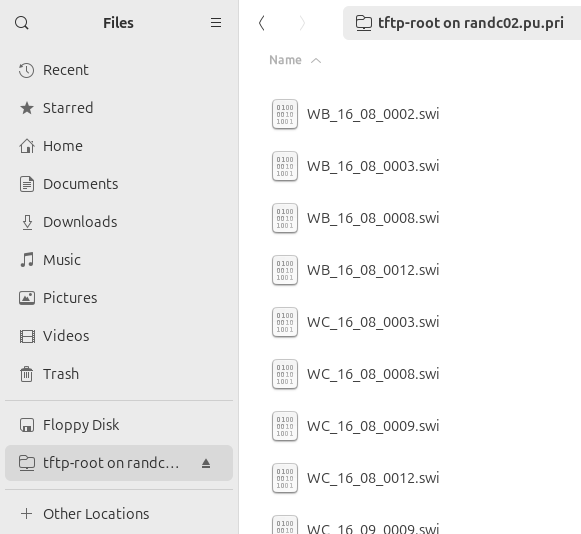 Files
Recent
Starred
Home
Documents
Downloads
Music
Pictures
Videos
Trash
Floppy Disk
tftp-root on randc...
Other Locations
tftp-root on randc02.pu.pri
Name
WB_16_08_0002.swi
WB_16_08_0003.swi
WB_16_08_0008.swi
WB_16_08_0012.swi
WC_16_08_0003.swi
WC_16_08_0008.swi
WC_16_08_0009.swi
WC_16_08_0012.swi
WC_16_09_0009.swi